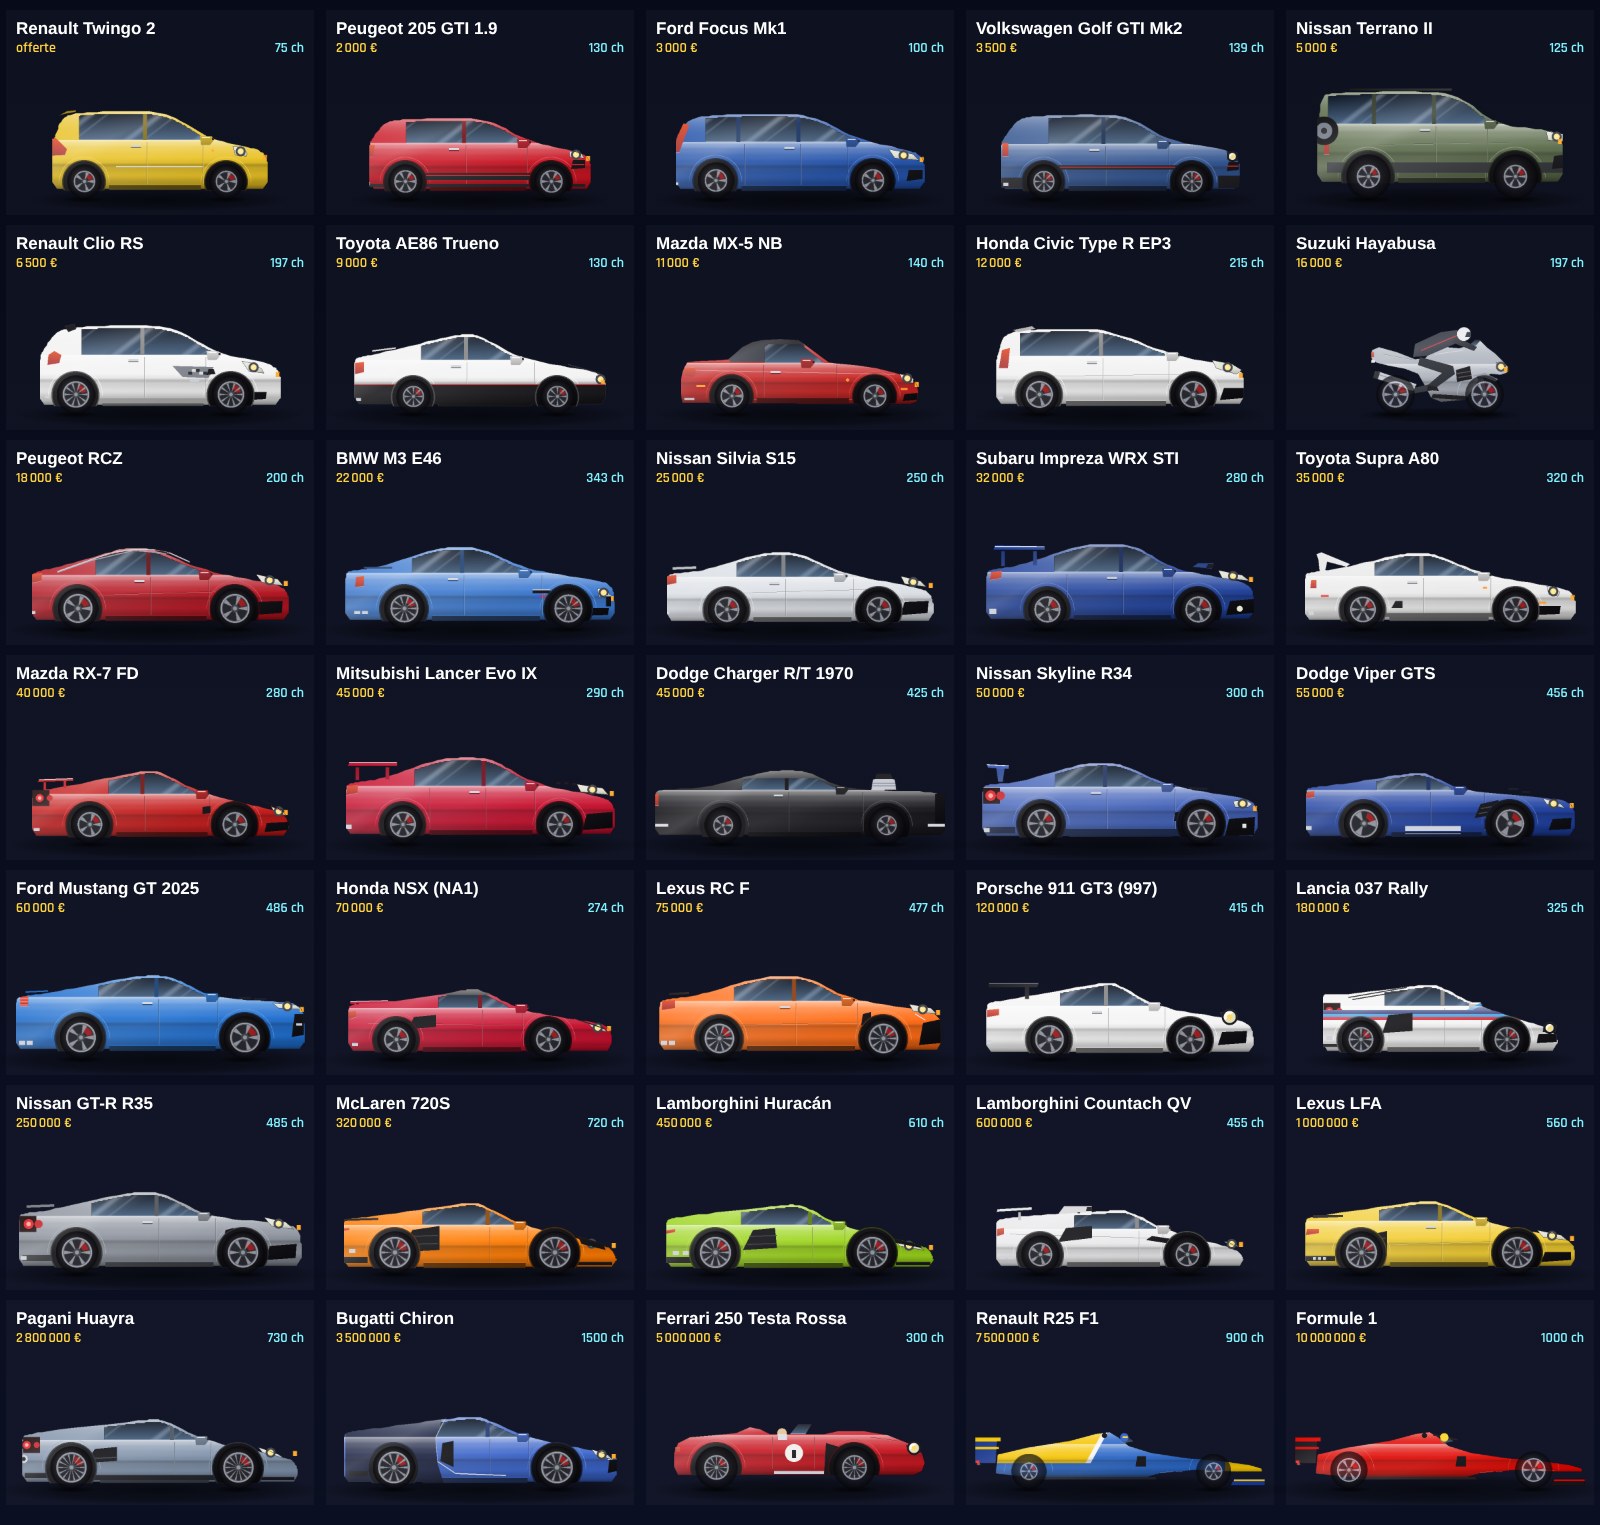 Renault Twingo 2
offerte 75 ch
Peugeot 205 GTI 1.9
2 000 € 130 ch
Ford Focus Mk1
3 000 € 100 ch
Volkswagen Golf GTI Mk2
3 500 € 139 ch
Nissan Terrano II
5 000 € 125 ch
Renault Clio RS
6 500 € 197 ch
Toyota AE86 Trueno
9 000 € 130 ch
Mazda MX-5 NB
11 000 € 140 ch
Honda Civic Type R EP3
12 000 € 215 ch
Suzuki Hayabusa
16 000 € 197 ch
Peugeot RCZ
18 000 € 200 ch
BMW M3 E46
22 000 € 343 ch
Nissan Silvia S15
25 000 € 250 ch
Subaru Impreza WRX STI
32 000 € 280 ch
Toyota Supra A80
35 000 € 320 ch
Mazda RX-7 FD
40 000 € 280 ch
Mitsubishi Lancer Evo IX
45 000 € 290 ch
Dodge Charger R/T 1970
45 000 € 425 ch
Nissan Skyline R34
50 000 € 300 ch
Dodge Viper GTS
55 000 € 456 ch
Ford Mustang GT 2025
60 000 € 486 ch
Honda NSX (NA1)
70 000 € 274 ch
Lexus RC F
75 000 € 477 ch
Porsche 911 GT3 (997)
120 000 € 415 ch
Lancia 037 Rally
180 000 € 325 ch
Nissan GT-R R35
250 000 € 485 ch
McLaren 720S
320 000 € 720 ch
Lamborghini Huracán
450 000 € 610 ch
Lamborghini Countach QV
600 000 € 455 ch
Lexus LFA
1 000 000 € 560 ch
Pagani Huayra
2 800 000 € 730 ch
Bugatti Chiron
3 500 000 € 1500 ch
Ferrari 250 Testa Rossa
5 000 000 € 300 ch
Renault R25 F1
7 500 000 € 900 ch
Formule 1
10 000 000 € 1000 ch